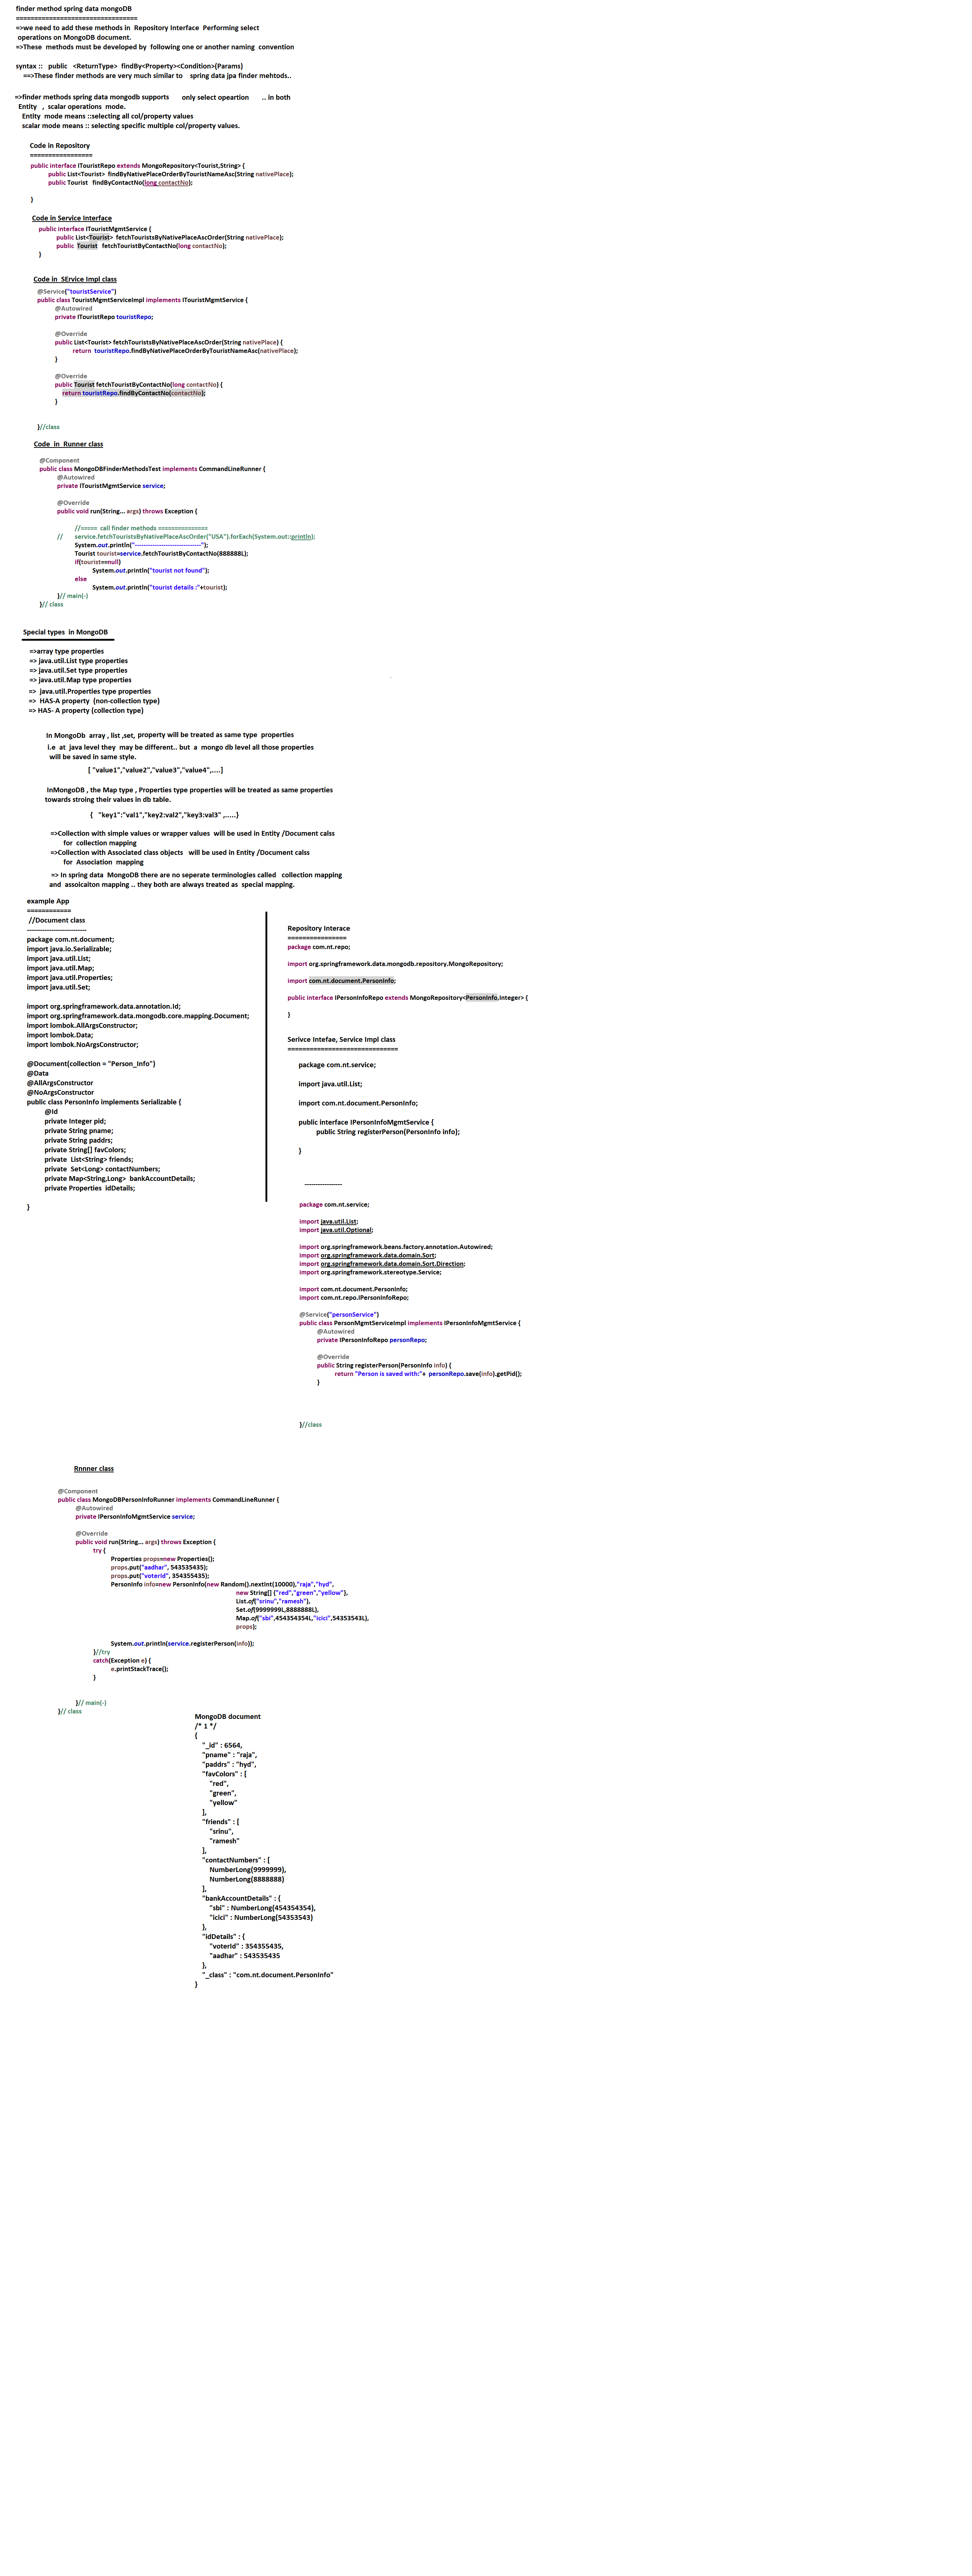 finder method spring data mongoDB
=================================
=>we need to add these methods in Repository Interface Performing select
operations on MongoDB document.
=>These methods must be developed by following one or another naming convention
syntax :: public <ReturnType> findBy<Property><Condition>(Params)
==>These finder methods are very much similar to spring data jpa finder mehtods..
=>finder methods spring data mongodb supports only select opeartion .. in both
Entity , scalar operations mode.
Entity mode means ::selecting all col/property values
scalar mode means :: selecting specific multiple col/property values.
Code in Repository
=================
public interface ITouristRepo extends MongoRepository<Tourist,String> {
public List<Tourist> findByNativePlaceOrderByTouristNameAsc(String nativePlace);
public Tourist findByContactNo(long contactNo);
}
Code in Service Interface
public interface ITouristMgmtService {
public List<Tourist> fetchTouristsByNativePlaceAscOrder(String nativePlace);
public Tourist fetchTouristByContactNo(long contactNo);
}
Code in SErvice Impl class
@Service("touristService")
public class TouristMgmtServiceImpl implements ITouristMgmtService {
@Autowired
private ITouristRepo touristRepo;
@Override
public List<Tourist> fetchTouristsByNativePlaceAscOrder(String nativePlace) {
return touristRepo.findByNativePlaceOrderByTouristNameAsc(nativePlace);
}
@Override
public Tourist fetchTouristByContactNo(long contactNo) {
return touristRepo.findByContactNo(contactNo);
}
}//class
Code in Runner class
@Component
public class MongoDBFinderMethodsTest implements CommandLineRunner {
@Autowired
private ITouristMgmtService service;
@Override
public void run(String... args) throws Exception {
//===== call finder methods ===============
// service.fetchTouristsByNativePlaceAscOrder("USA").forEach(System.out::println);
System.out.println("------------------------------");
Tourist tourist=service.fetchTouristByContactNo(888888L);
if(tourist==null)
System.out.println("tourist not found");
else
System.out.println("tourist details :"+tourist);
}// main(-)
}// class
Special types in MongoDB
=>array type properties
=> java.util.List type properties
=> java.util.Set type properties
=> java.util.Map type properties
=> java.util.Properties type properties
=> HAS-A property (non-collection type)
=> HAS- A property (collection type)
In MongoDb array , list ,set, property will be treated as same type properties
i.e at java level they may be different.. but a mongo db level all those properties
will be saved in same style.
[ "value1","value2","value3","value4",....]
InMongoDB , the Map type , Properties type properties will be treated as same properties
towards stroing their values in db table.
{ "key1":"val1","key2:val2","key3:val3" ,.....}
=>Collection with simple values or wrapper values will be used in Entity /Document calss
for collection mapping
=>Collection with Associated class objects will be used in Entity /Document calss
for Association mapping
=> In spring data MongoDB there are no seperate terminologies called collection mapping
and assoicaiton mapping .. they both are always treated as special mapping.
example App
============
//Document class
--------------------------
package com.nt.document;
import java.io.Serializable;
import java.util.List;
import java.util.Map;
import java.util.Properties;
import java.util.Set;
import org.springframework.data.annotation.Id;
import org.springframework.data.mongodb.core.mapping.Document;
import lombok.AllArgsConstructor;
import lombok.Data;
import lombok.NoArgsConstructor;
@Document(collection = "Person_Info")
@Data
@AllArgsConstructor
@NoArgsConstructor
public class PersonInfo implements Serializable {
@Id
private Integer pid;
private String pname;
private String paddrs;
private String[] favColors;
private List<String> friends;
private Set<Long> contactNumbers;
private Map<String,Long> bankAccountDetails;
private Properties idDetails;
}
Repository Interace
================
package com.nt.repo;
import org.springframework.data.mongodb.repository.MongoRepository;
import com.nt.document.PersonInfo;
public interface IPersonInfoRepo extends MongoRepository<PersonInfo,Integer> {
}
Serivce Intefae, Service Impl class
==============================
package com.nt.service;
import java.util.List;
import com.nt.document.PersonInfo;
public interface IPersonInfoMgmtService {
public String registerPerson(PersonInfo info);
}
----------------
package com.nt.service;
import java.util.List;
import java.util.Optional;
import org.springframework.beans.factory.annotation.Autowired;
import org.springframework.data.domain.Sort;
import org.springframework.data.domain.Sort.Direction;
import org.springframework.stereotype.Service;
import com.nt.document.PersonInfo;
import com.nt.repo.IPersonInfoRepo;
@Service("personService")
public class PersonMgmtServiceImpl implements IPersonInfoMgmtService {
@Autowired
private IPersonInfoRepo personRepo;
@Override
public String registerPerson(PersonInfo info) {
return "Person is saved with:"+ personRepo.save(info).getPid();
}
}//class
Rnnner class
@Component
public class MongoDBPersonInfoRunner implements CommandLineRunner {
@Autowired
private IPersonInfoMgmtService service;
@Override
public void run(String... args) throws Exception {
try {
Properties props=new Properties();
props.put("aadhar", 543535435);
props.put("voterId", 354355435);
PersonInfo info=new PersonInfo(new Random().nextInt(10000),"raja","hyd",
new String[] {"red","green","yellow"},
List.of("srinu","ramesh"),
Set.of(9999999L,8888888L),
Map.of("sbi",454354354L,"icici",54353543L),
props);
System.out.println(service.registerPerson(info));
}//try
catch(Exception e) {
e.printStackTrace();
}
}// main(-)
}// class
MongoDB document
/* 1 */
{
"_id" : 6564,
"pname" : "raja",
"paddrs" : "hyd",
"favColors" : [
"red",
"green",
"yellow"
],
"friends" : [
"srinu",
"ramesh"
],
"contactNumbers" : [
NumberLong(9999999),
NumberLong(8888888)
],
"bankAccountDetails" : {
"sbi" : NumberLong(454354354),
"icici" : NumberLong(54353543)
},
"idDetails" : {
"voterId" : 354355435,
"aadhar" : 543535435
},
"_class" : "com.nt.document.PersonInfo"
}